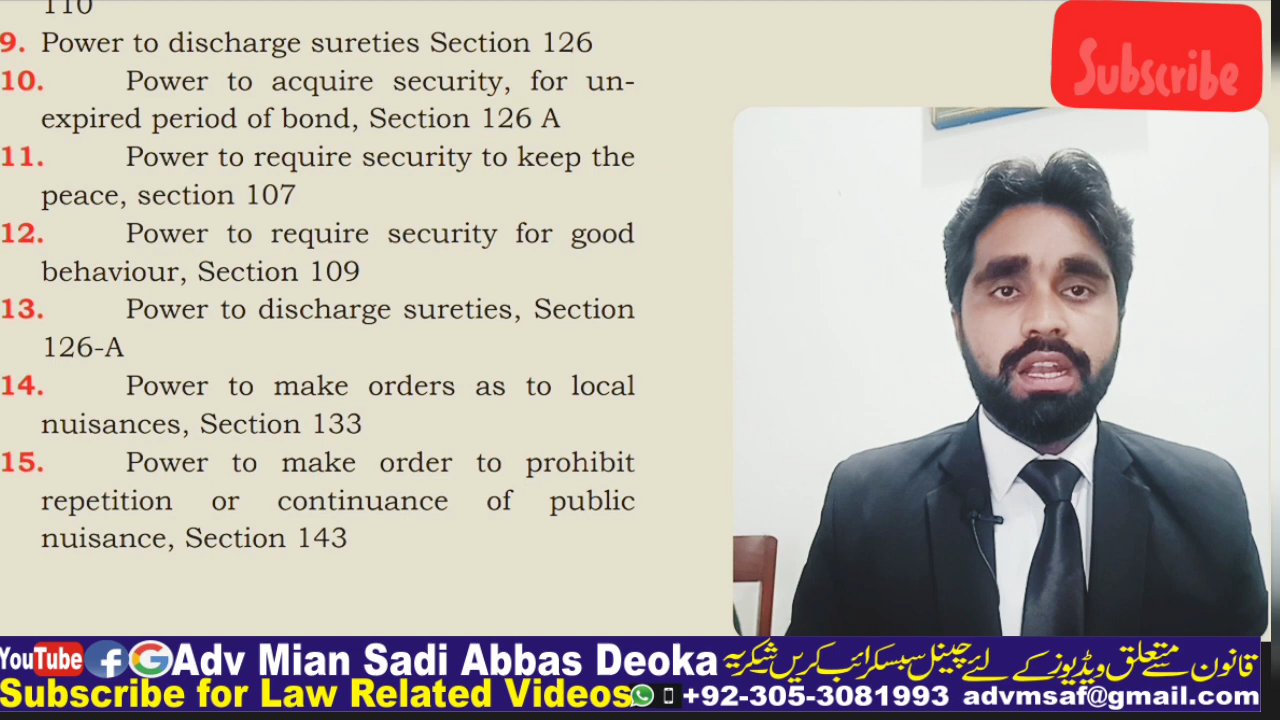 110
9. Power to discharge sureties Section 126
10. Power to acquire security, for un-
expired period of bond, Section 126 A
11. Power to require security to keep the
peace, section 107
12. Power to require security for good
behaviour, Section 109
13. Power to discharge sureties, Section
126-A
14. Power to make orders as to local
nuisances, Section 133
15. Power to make order to prohibit
repetition or continuance of public
nuisance, Section 143
Subscribe
YouTube f G Adv Mian Sadi Abbas Deoka قانون سے متعلق ویڈیوز کے لئے چینل سبسکرائب کریں شکریہ
Subscribe for Law Related Videos +92-305-3081993 advmsaf@gmail.com